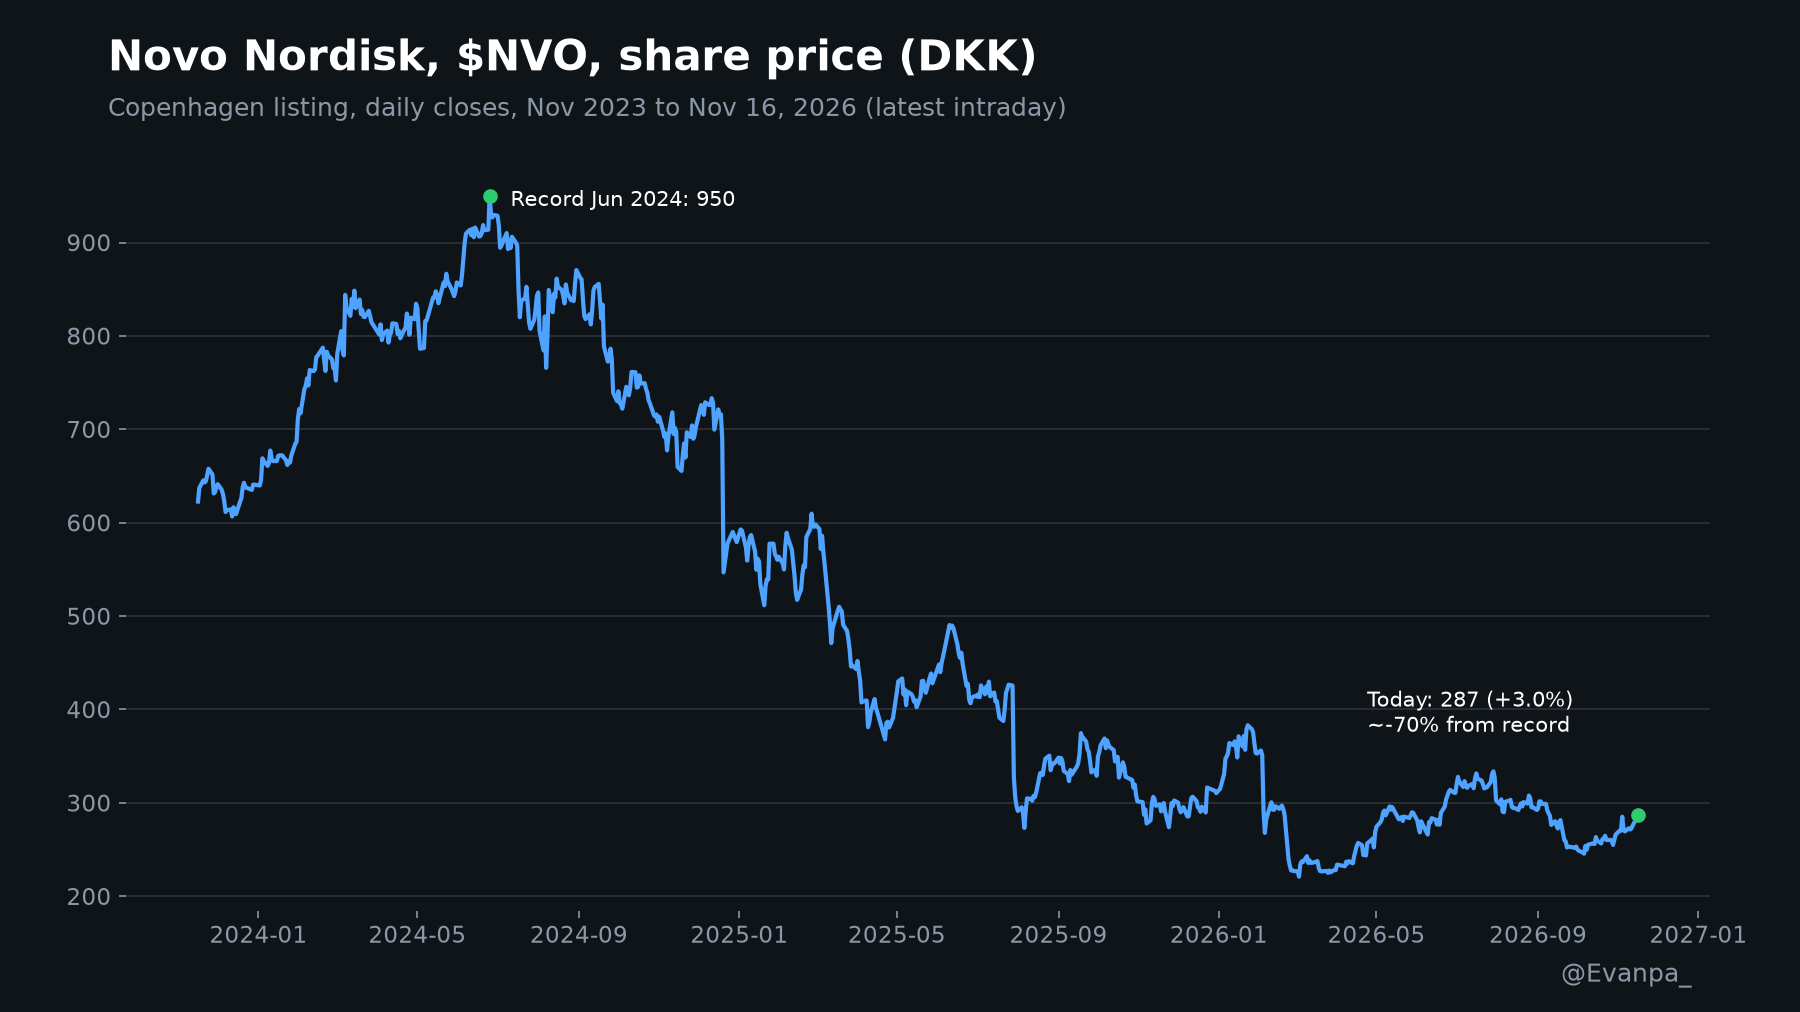 Novo Nordisk, $NVO, share price (DKK)
Copenhagen listing, daily closes, Nov 2023 to Nov 16, 2026 (latest intraday)
Record Jun 2024: 950
900
800
700
600
500
400
300
200
Today: 287 (+3.0%)
~-70% from record
2024-01 2024-05 2024-09 2025-01 2025-05 2025-09 2026-01 2026-05 2026-09 2027-01
@Evanpa_